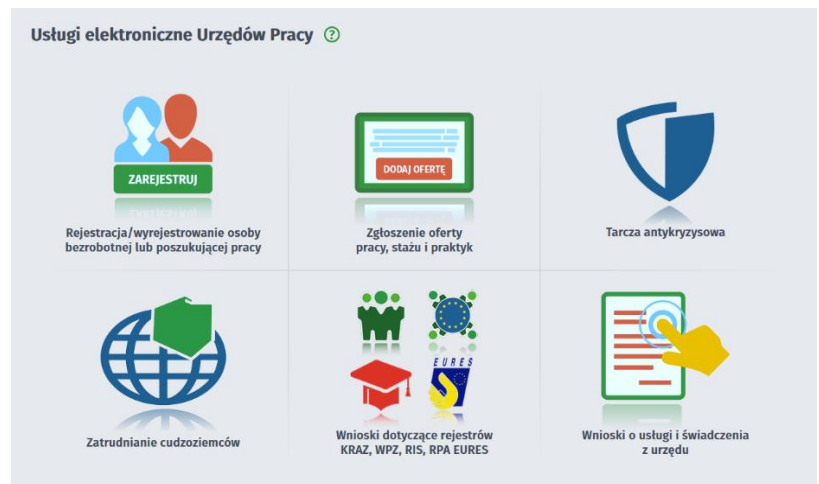 Usługi elektroniczne Urzędów Pracy ?
ZAREJESTRUJ
Rejestracja/wyrejestrowanie osoby
bezrobotnej lub poszukującej pracy
DODAJ OFERTĘ
Zgłoszenie oferty
pracy, stażu i praktyk
Tarcza antykryzysowa
Zatrudnianie cudzoziemców
EURES
Wnioski dotyczące rejestrów
KRAZ, WPZ, RIS, RPA EURES
Wnioski o usługi i świadczenia
z urzędu